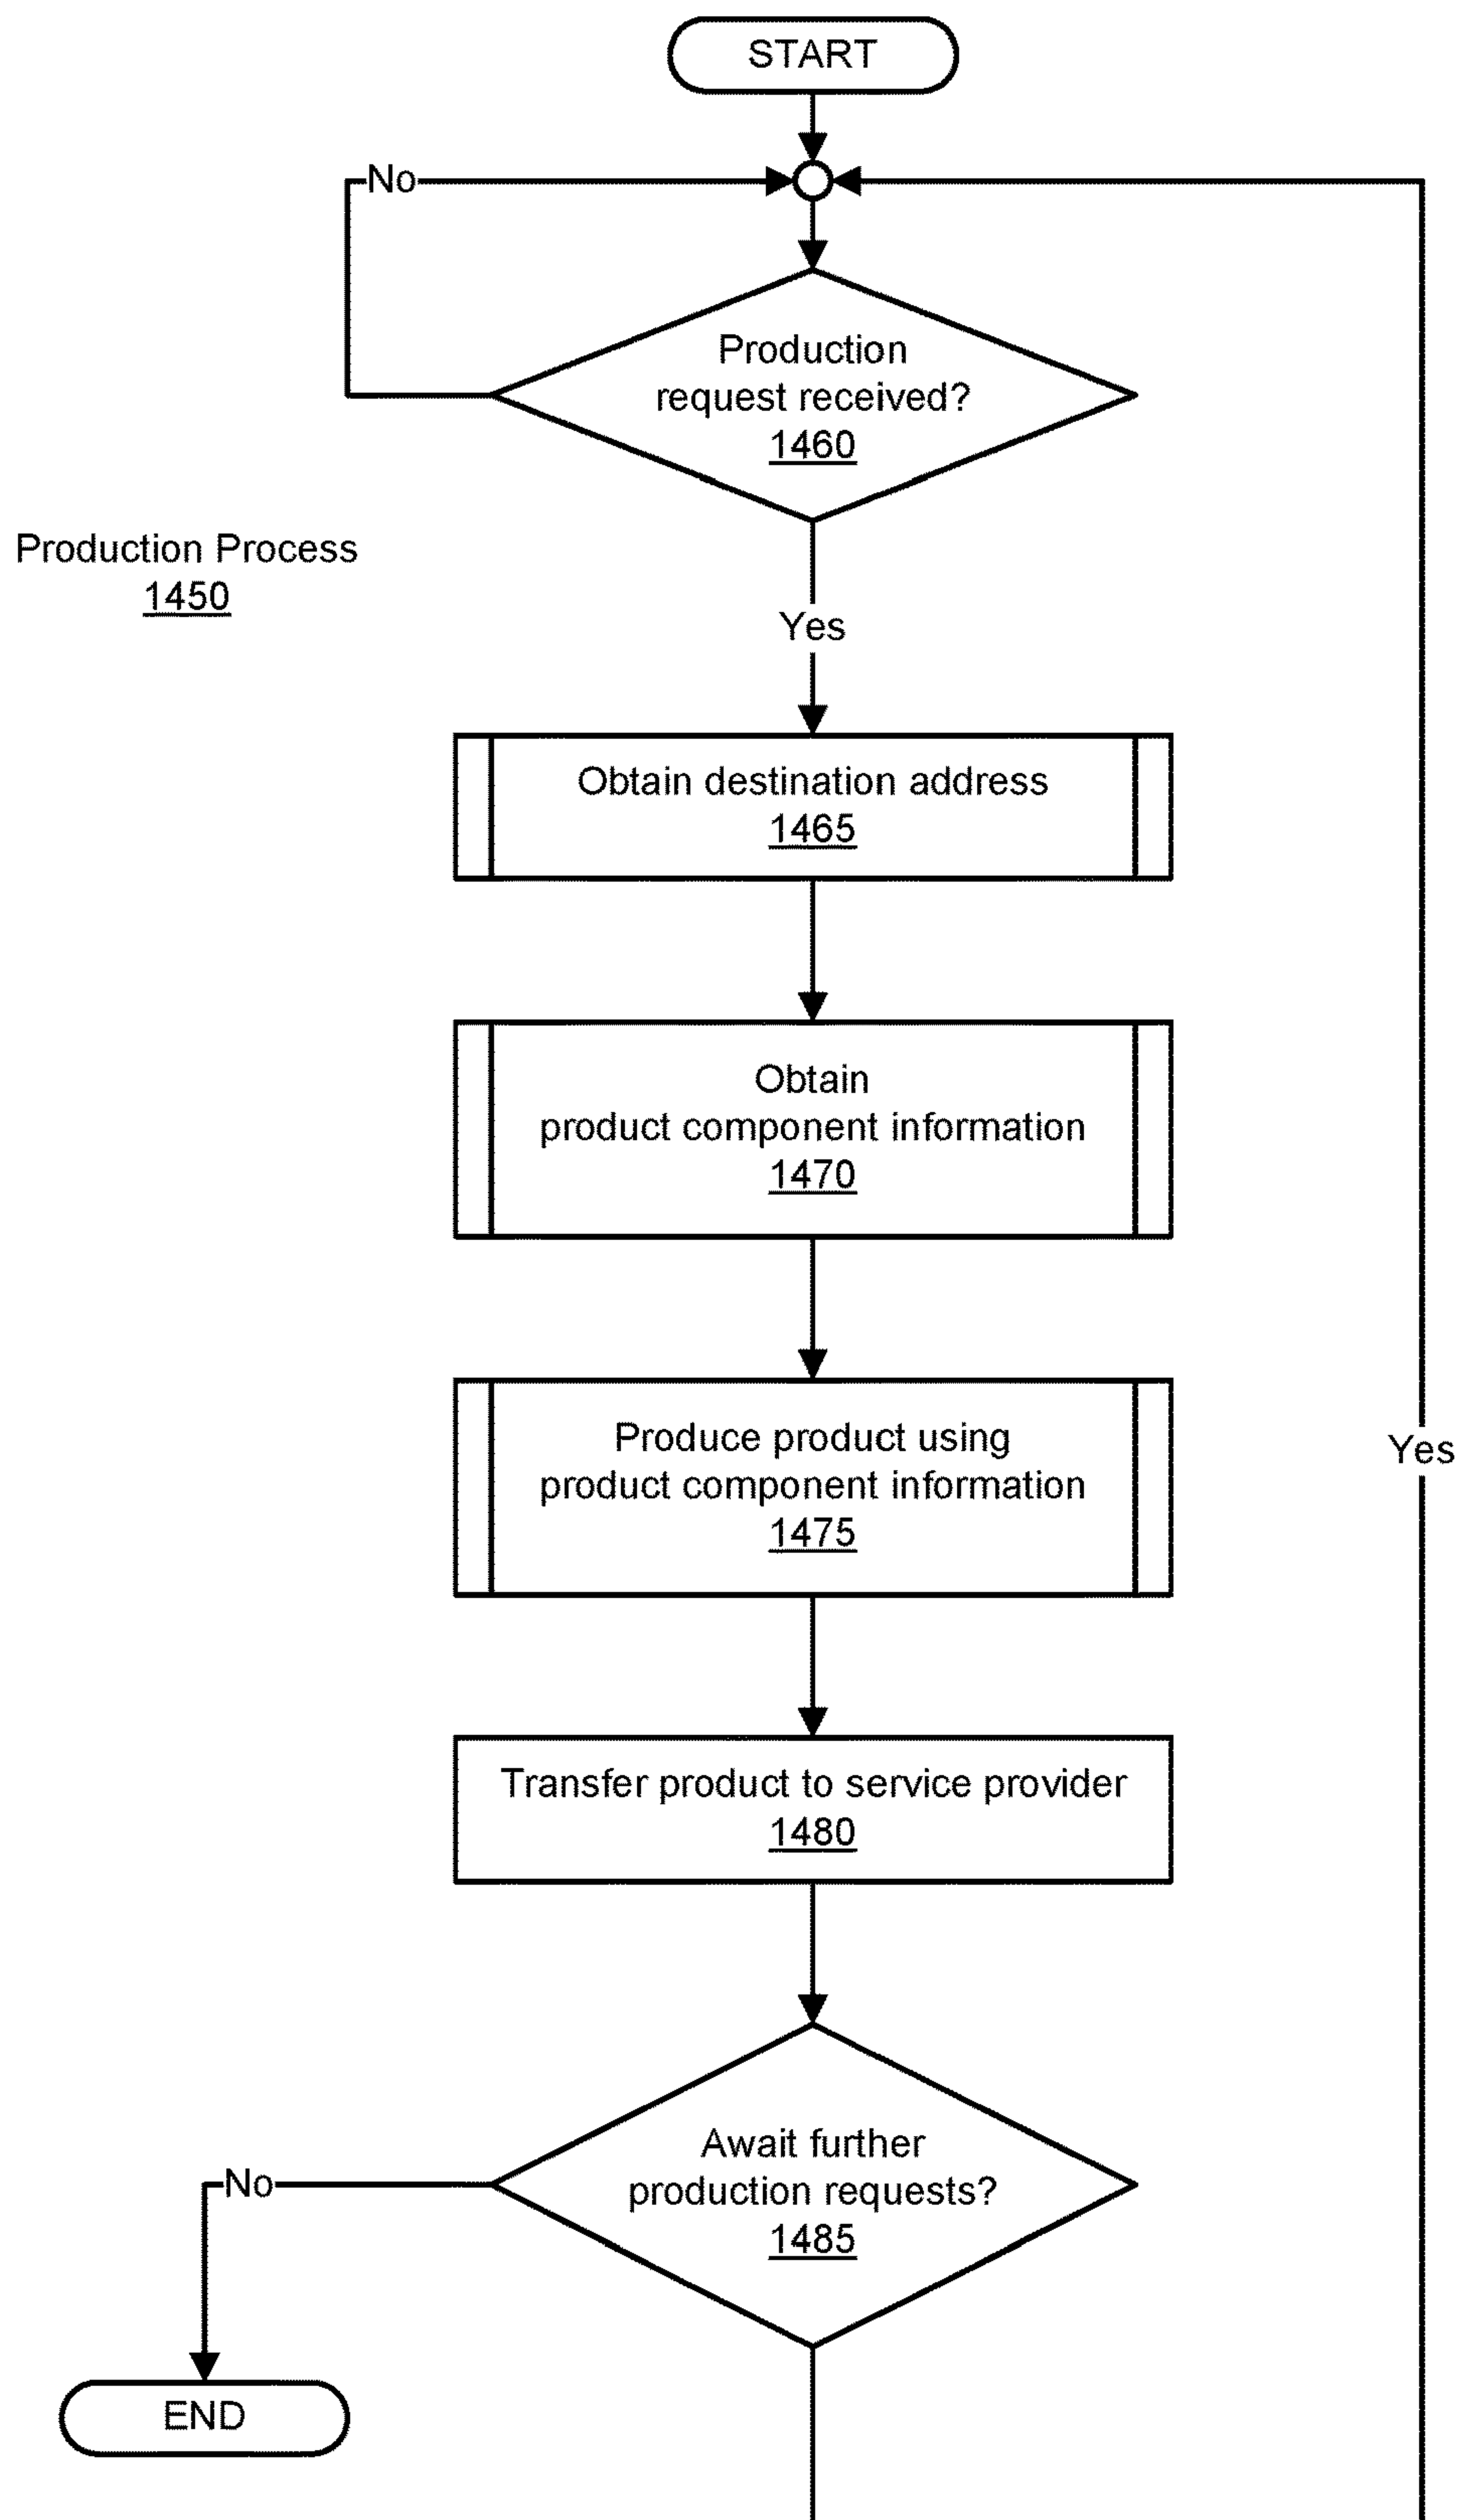 START
No
Production
request received?
1460
Production Process
1450
Yes
Obtain destination address
1465
Obtain
product component information
1470
Produce product using
product component information
1475
Yes
Transfer product to service provider
1480
Await further
production requests?
1485
No
END